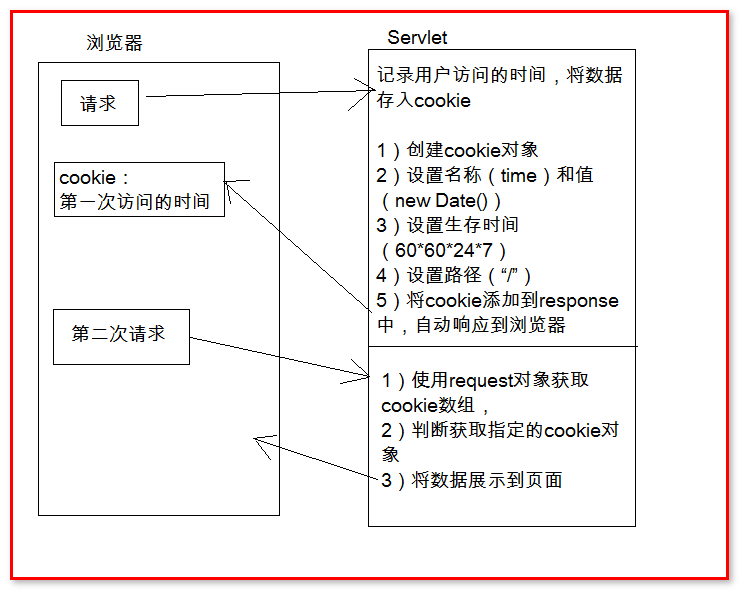 浏览器
Servlet
请求
记录用户访问的时间，将数据
存入cookie
1）创建cookie对象
2）设置名称（time）和值
（new Date()）
3）设置生存时间
（60*60*24*7）
4）设置路径（“/”）
5）将cookie添加到response
中，自动响应到浏览器
cookie：
第一次访问的时间
第二次请求
1）使用request对象获取
cookie数组，
2）判断获取指定的cookie对
象
3）将数据展示到页面